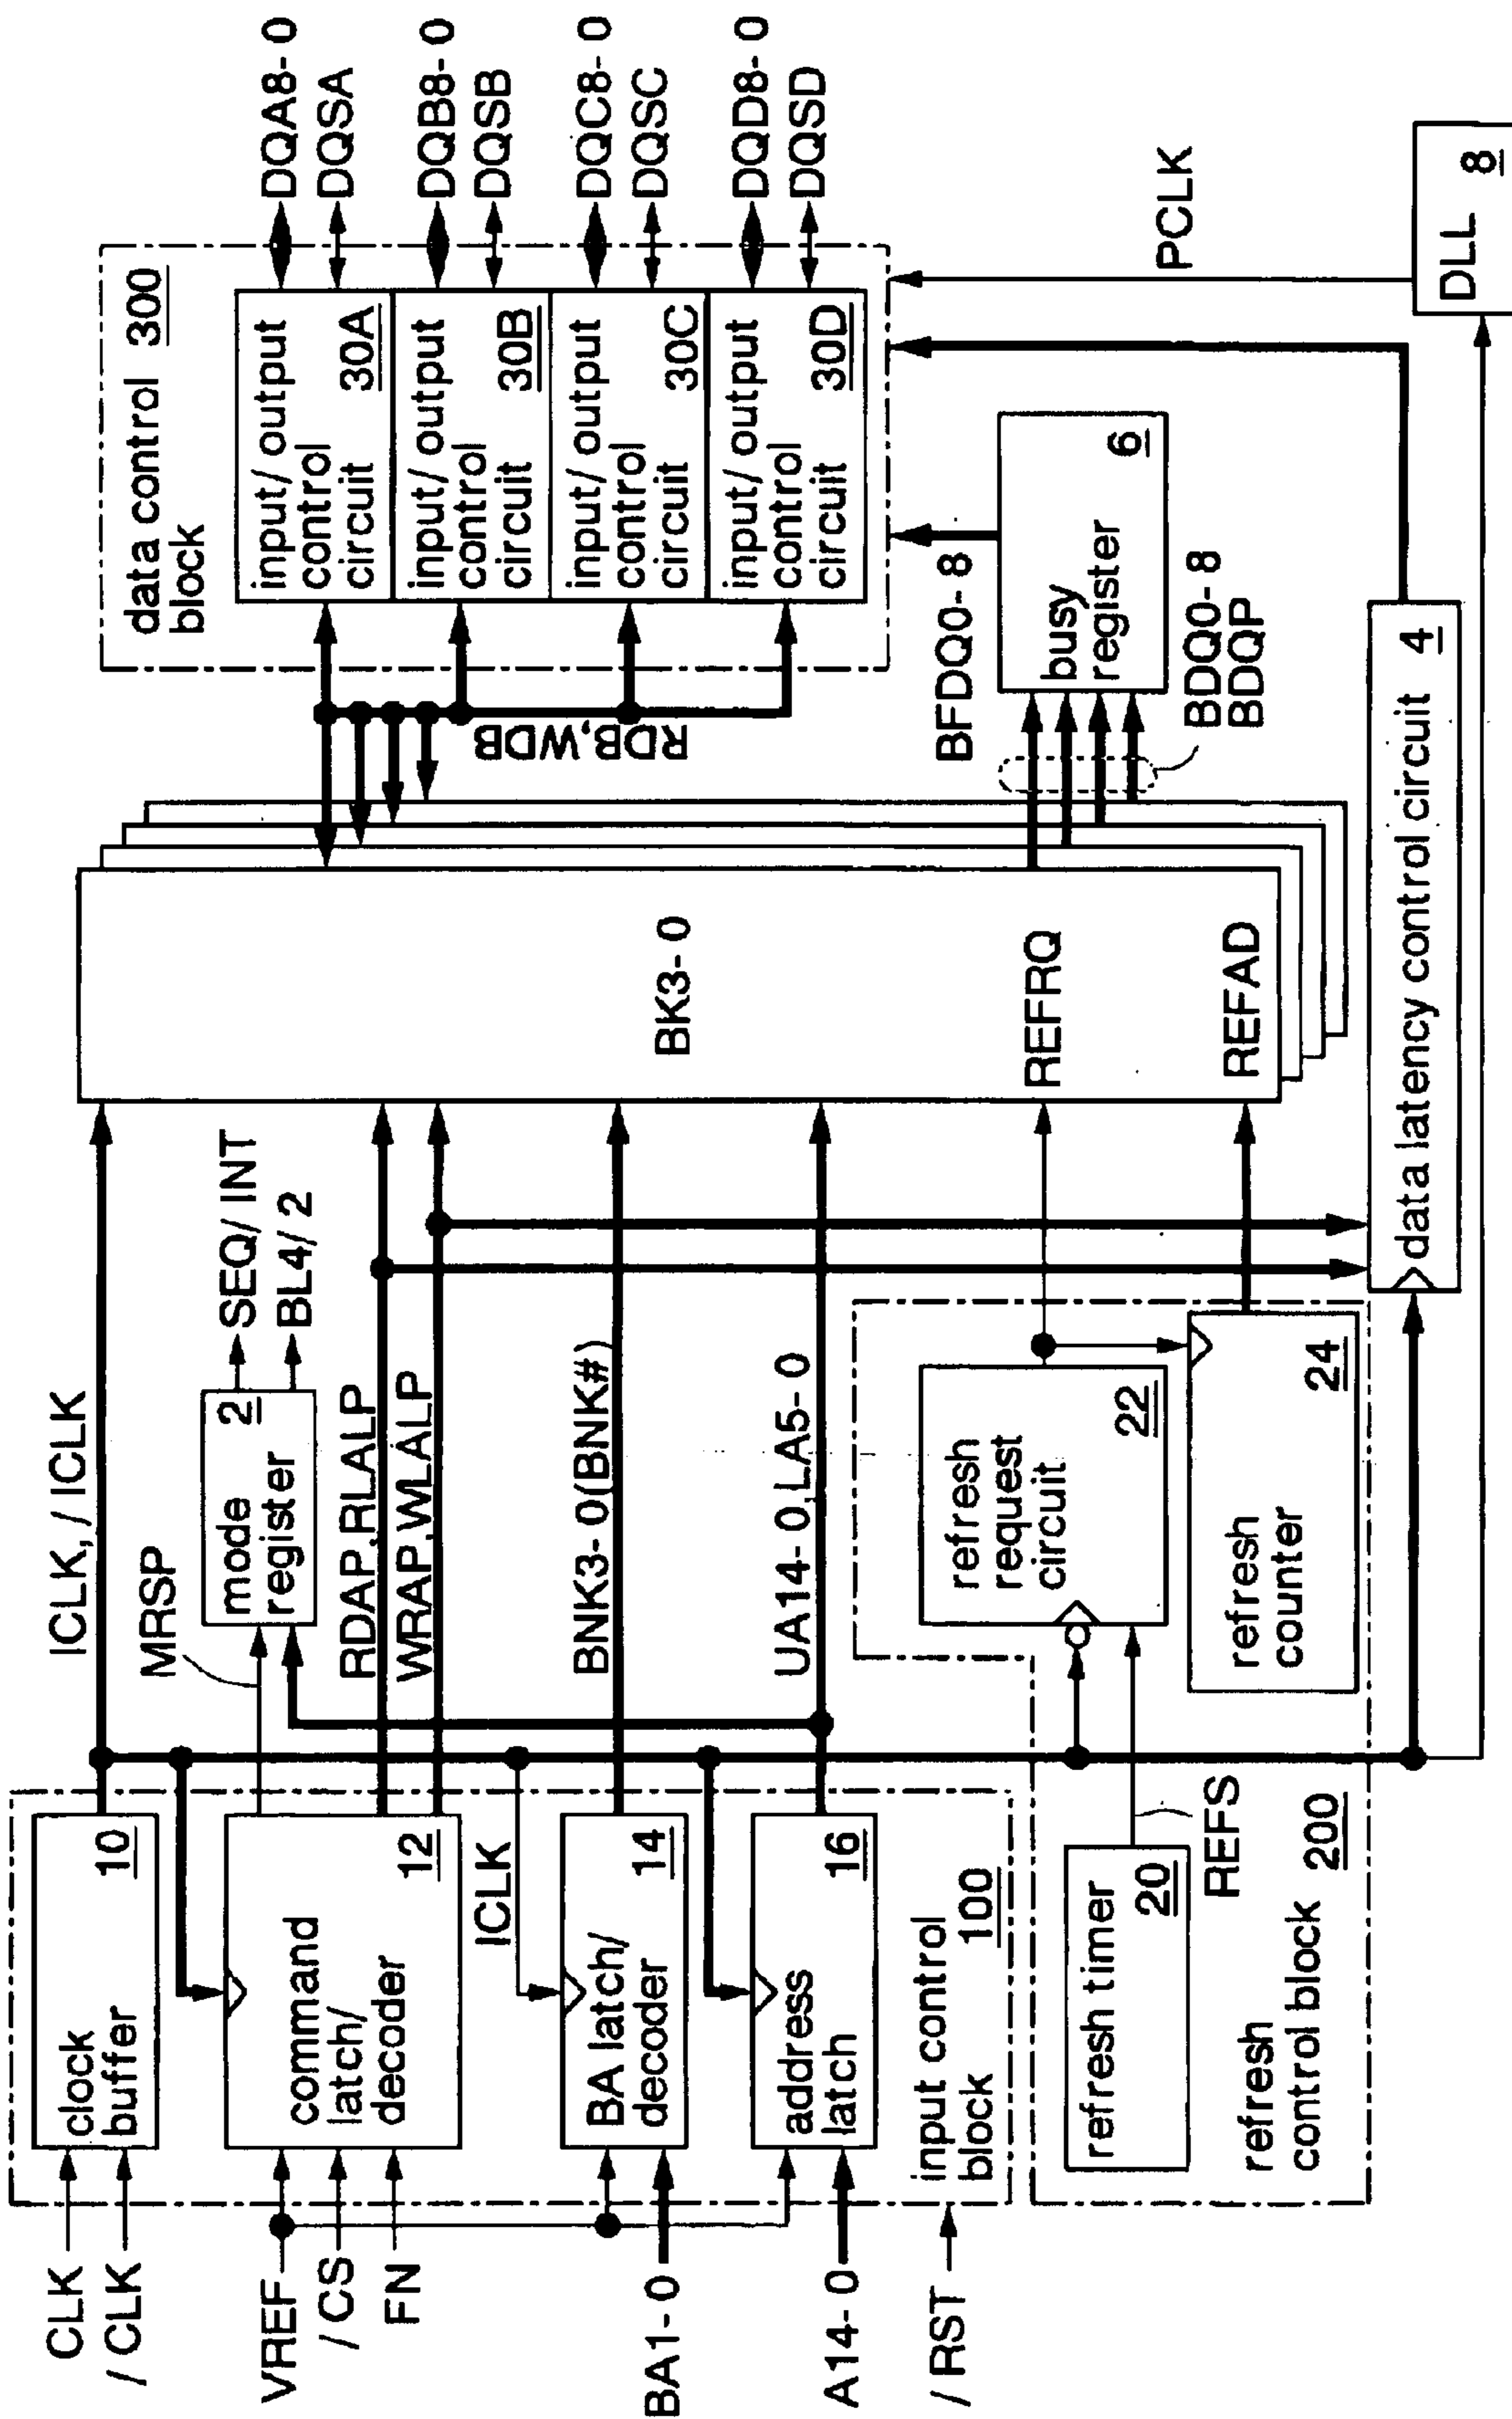 CLK
/ CLK
VREF
/ CS
FN
BA1- 0
A14- 0
/ RST
clock
buffer
10
command
latch/
decoder
12
ICLK
BA latch/
decoder
14
address
latch
16
input control
block
100
refresh timer
20
REFS
refresh
control block
200
ICLK, / ICLK
MRSP
mode
register
2
SEQ/ INT
BL4/ 2
RDAP,RLALP
WRAP,WLALP
BNK3- 0(BNK#)
UA14- 0,LA5- 0
refresh
request
circuit
22
refresh
counter
24
BK3- 0
REFRQ
REFAD
RDB,WDB
data control
block
300
input/ output
control
circuit
30A
input/ output
control
circuit
30B
input/ output
control
circuit
30C
input/ output
control
circuit
30D
DQA8- 0
DQSA
DQB8- 0
DQSB
DQC8- 0
DQSC
DQD8- 0
DQSD
BFDQ0- 8
busy
register
6
BDQ0- 8
BDQP
data latency control circuit
4
PCLK
DLL
8